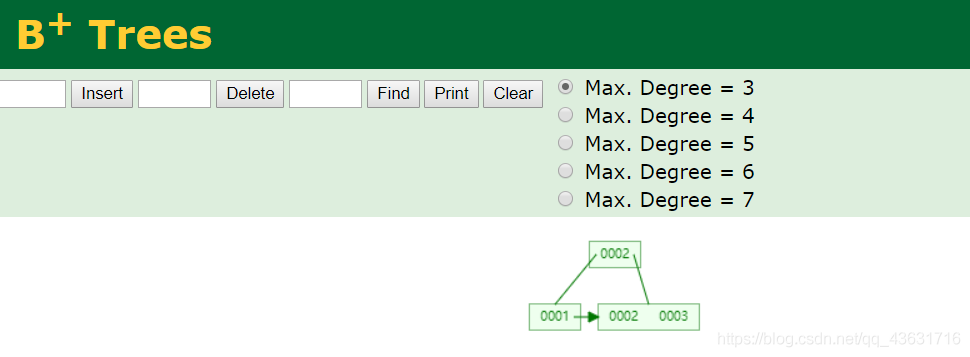 B+ Trees
Insert Delete Find Print Clear
Max. Degree = 3
Max. Degree = 4
Max. Degree = 5
Max. Degree = 6
Max. Degree = 7
0002
0001 0002 0003
https://blog.csdn.net/qq_43631716